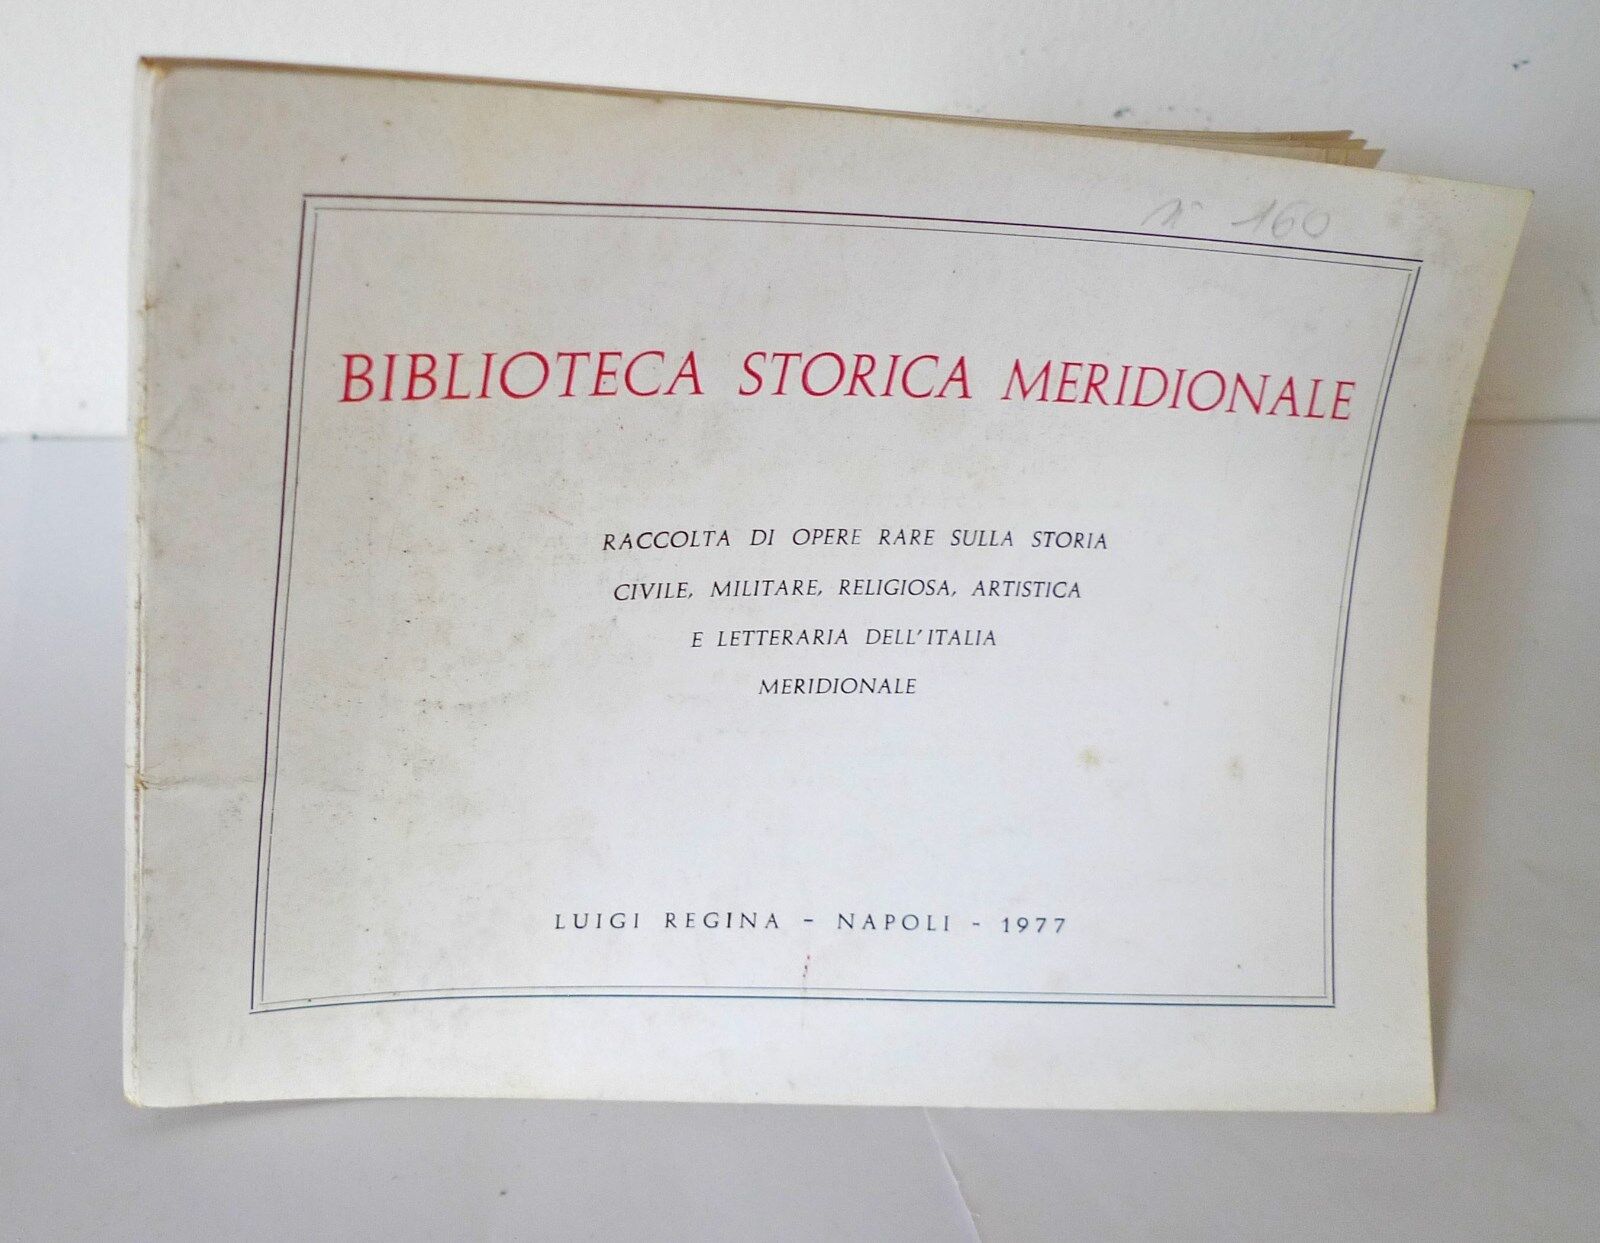 n° 160
BIBLIOTECA STORICA MERIDIONALE
RACCOLTA DI OPERE RARE SULLA STORIA
CIVILE, MILITARE, RELIGIOSA, ARTISTICA
E LETTERARIA DELL'ITALIA
MERIDIONALE
LUIGI REGINA - NAPOLI - 1977